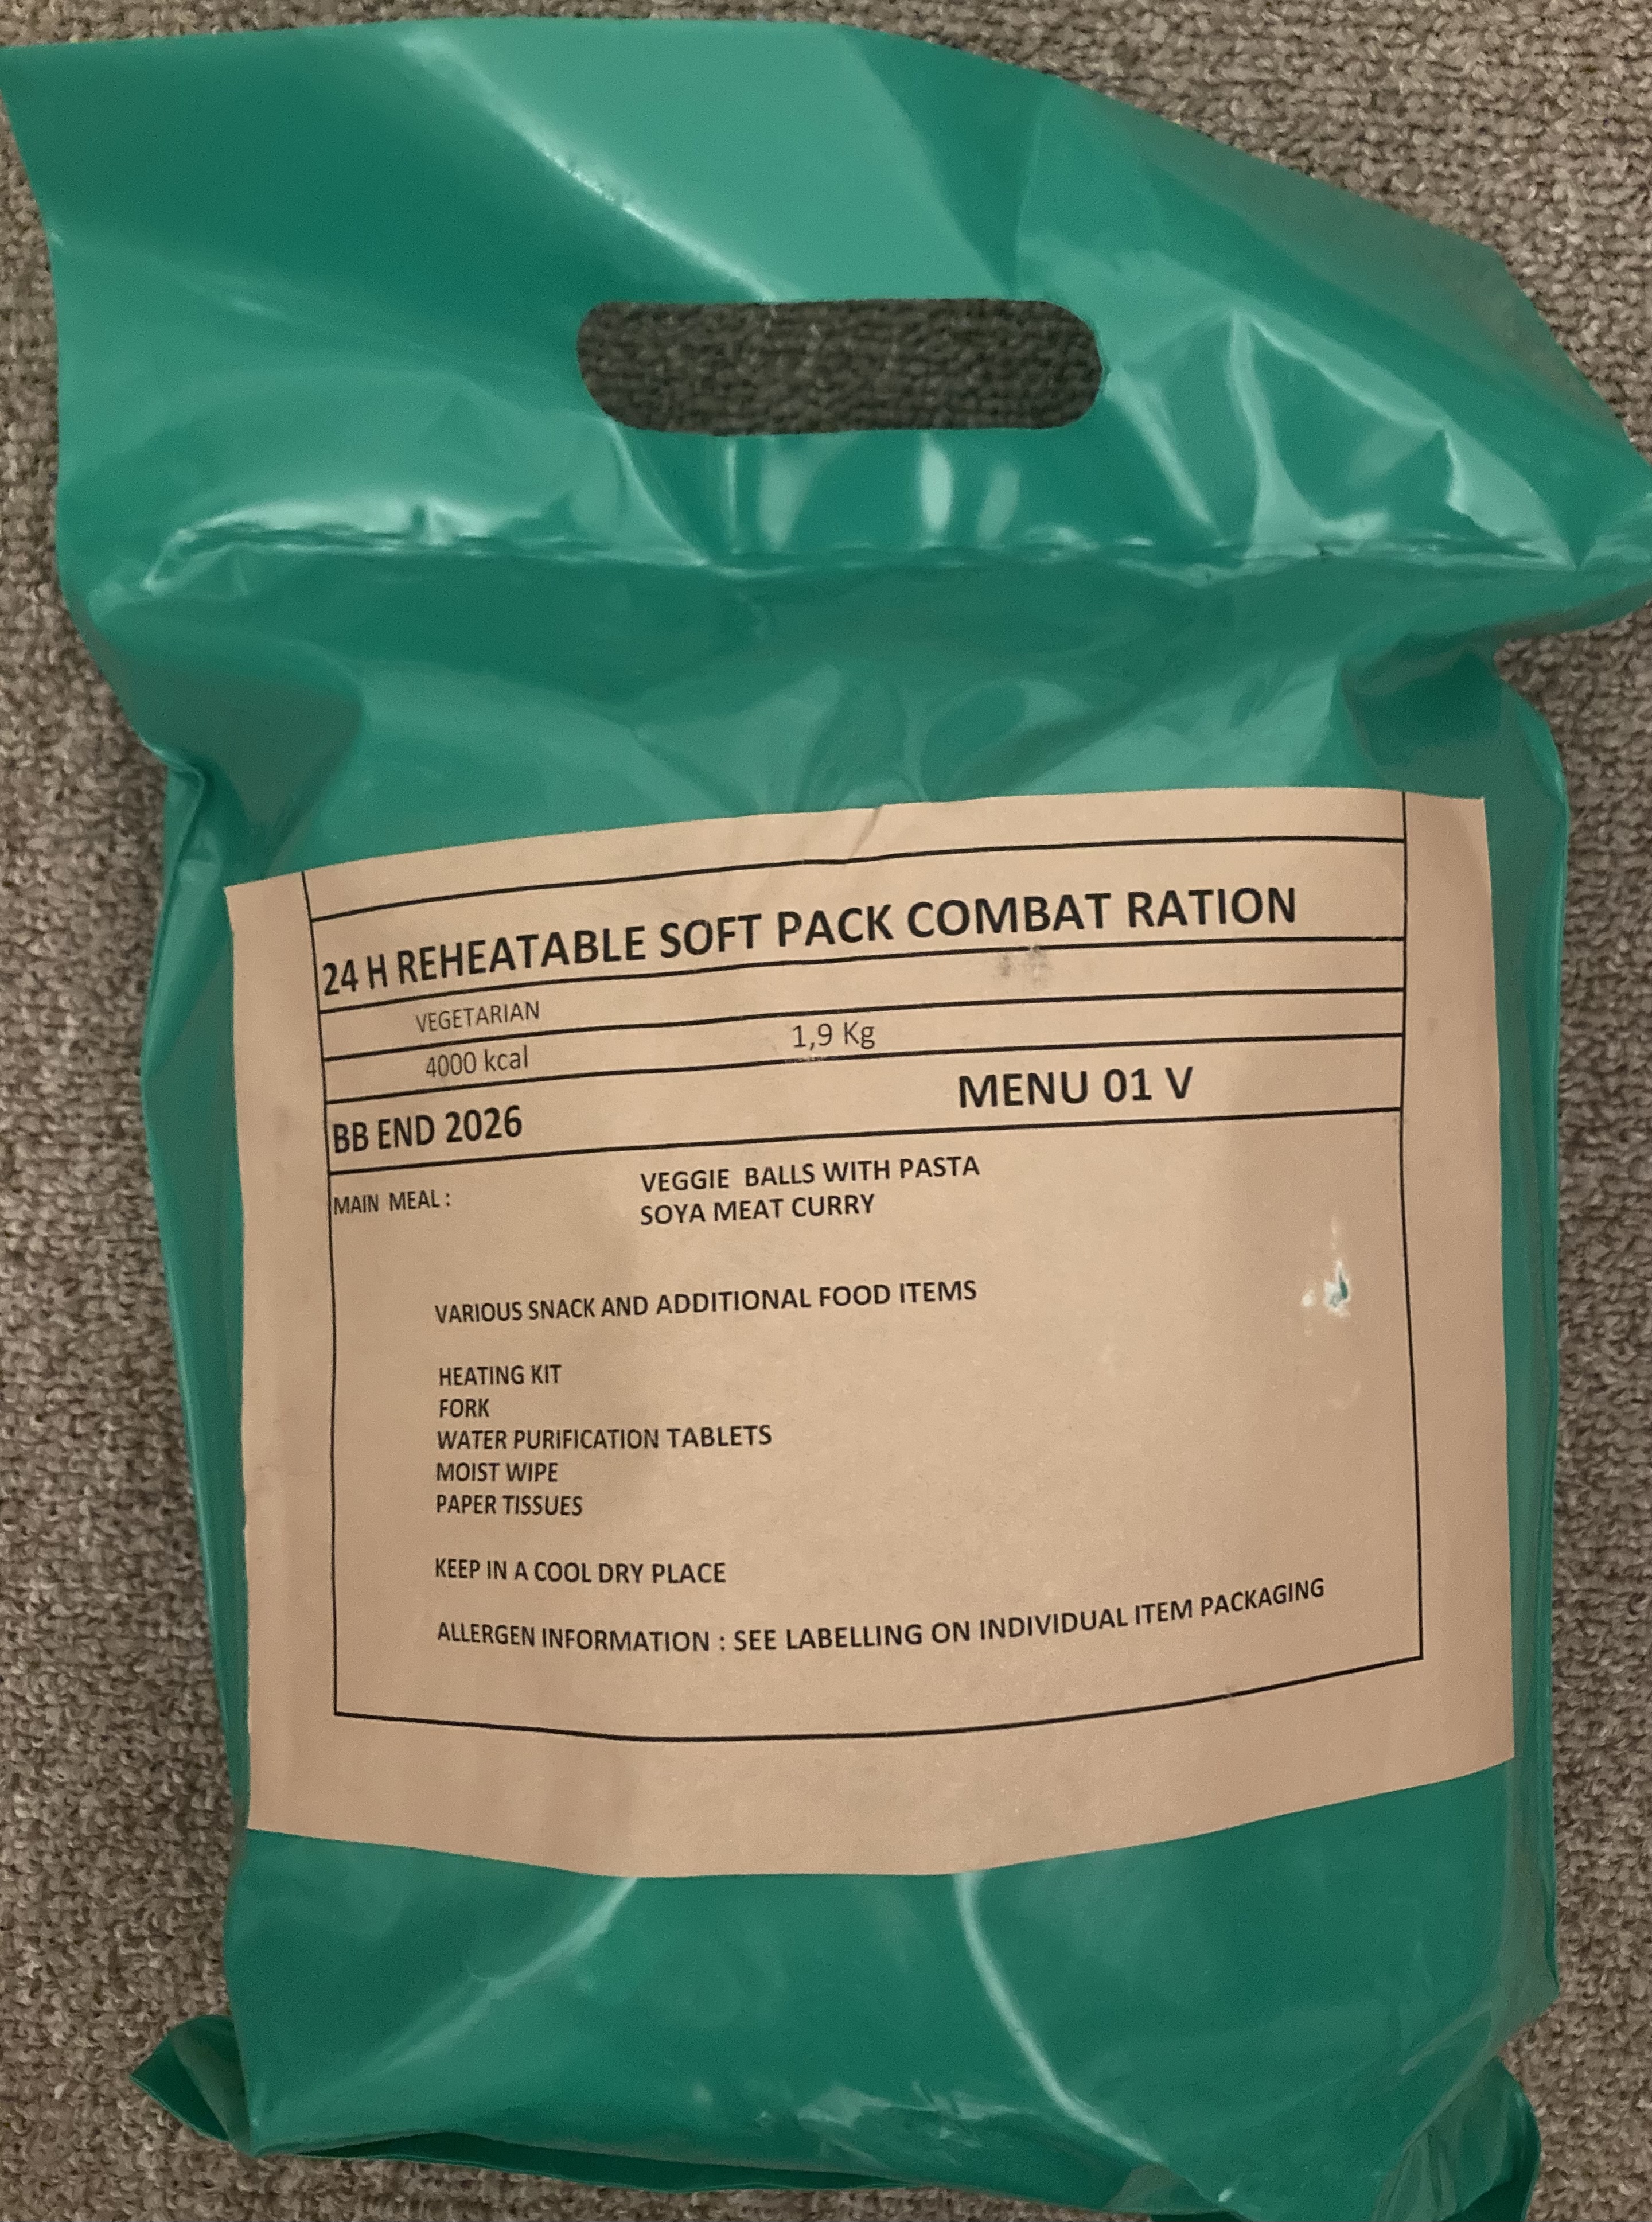 24 H REHEATABLE SOFT PACK COMBAT RATION
VEGETARIAN
4000 kcal 1,9 Kg
BB END 2026 MENU 01 V
MAIN MEAL : VEGGIE BALLS WITH PASTA
SOYA MEAT CURRY
VARIOUS SNACK AND ADDITIONAL FOOD ITEMS
HEATING KIT
FORK
WATER PURIFICATION TABLETS
MOIST WIPE
PAPER TISSUES
KEEP IN A COOL DRY PLACE
ALLERGEN INFORMATION : SEE LABELLING ON INDIVIDUAL ITEM PACKAGING